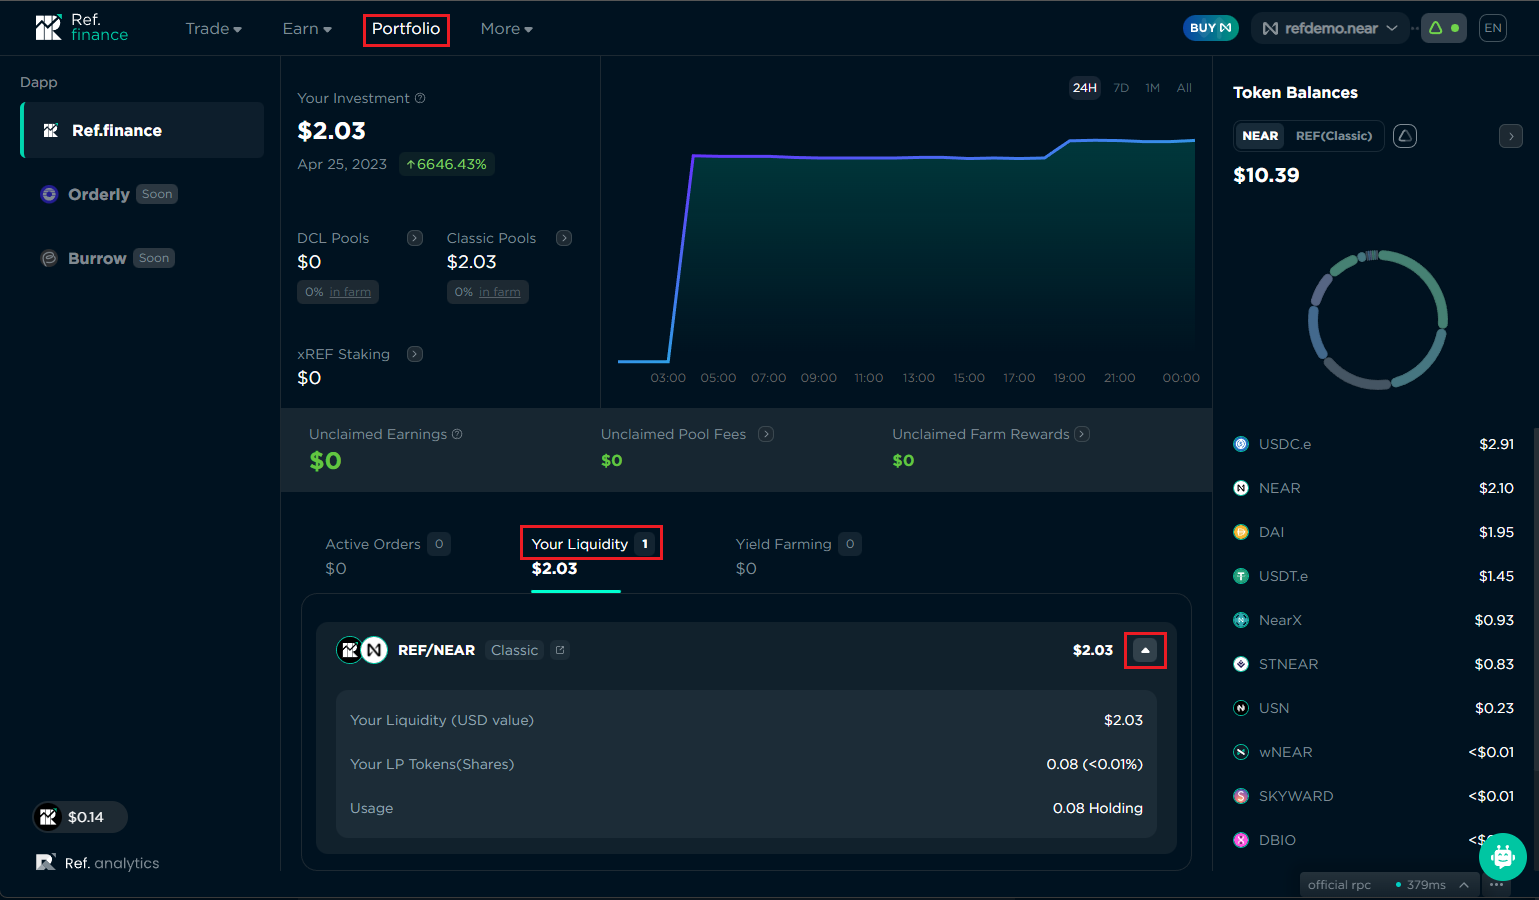 Ref.
finance
Trade
Earn
Portfolio
More
BUY
refdemo.near
EN
Dapp
Ref.finance
Orderly Soon
Burrow Soon
$0.14
Ref. analytics
Your Investment
$2.03
Apr 25, 2023 ↑6646.43%
DCL Pools
$0
0% in farm
Classic Pools
$2.03
0% in farm
xREF Staking
$0
24H 7D 1M All
03:00 05:00 07:00 09:00 11:00 13:00 15:00 17:00 19:00 21:00 00:00
Unclaimed Earnings
$0
Unclaimed Pool Fees
$0
Unclaimed Farm Rewards
$0
Active Orders 0
$0
Your Liquidity 1
$2.03
Yield Farming 0
$0
REF/NEAR Classic $2.03
Your Liquidity (USD value) $2.03
Your LP Tokens(Shares) 0.08 (<0.01%)
Usage 0.08 Holding
Token Balances
NEAR REF(Classic)
$10.39
USDC.e $2.91
NEAR $2.10
DAI $1.95
USDT.e $1.45
NearX $0.93
STNEAR $0.83
USN $0.23
wNEAR <$0.01
SKYWARD <$0.01
DBIO
official rpc 379ms